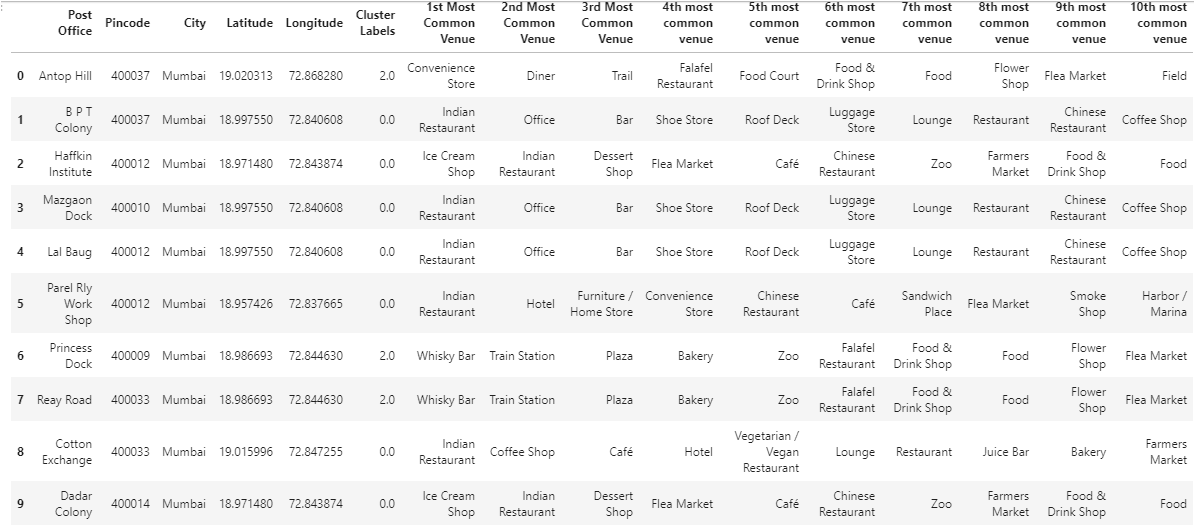 Post Office Pincode City Latitude Longitude Cluster Labels 1st Most Common Venue 2nd Most Common Venue 3rd Most Common Venue 4th most common venue 5th most common venue 6th most common venue 7th most common venue 8th most common venue 9th most common venue 10th most common venue
0 Antop Hill 400037 Mumbai 19.020313 72.868280 2.0 Convenience Store Diner Trail Falafel Restaurant Food Court Food & Drink Shop Food Flower Shop Flea Market Field
1 B P T Colony 400037 Mumbai 18.997550 72.840608 0.0 Indian Restaurant Office Bar Shoe Store Roof Deck Luggage Store Lounge Restaurant Chinese Restaurant Coffee Shop
2 Haffkin Institute 400012 Mumbai 18.971480 72.843874 0.0 Ice Cream Shop Indian Restaurant Dessert Shop Flea Market Café Chinese Restaurant Zoo Farmers Market Food & Drink Shop Food
3 Mazgaon Dock 400010 Mumbai 18.997550 72.840608 0.0 Indian Restaurant Office Bar Shoe Store Roof Deck Luggage Store Lounge Restaurant Chinese Restaurant Coffee Shop
4 Lal Baug 400012 Mumbai 18.997550 72.840608 0.0 Indian Restaurant Office Bar Shoe Store Roof Deck Luggage Store Lounge Restaurant Chinese Restaurant Coffee Shop
5 Parel Rly Work Shop 400012 Mumbai 18.957426 72.837665 0.0 Indian Restaurant Hotel Furniture / Home Store Convenience Store Chinese Restaurant Café Sandwich Place Flea Market Smoke Shop Harbor / Marina
6 Princess Dock 400009 Mumbai 18.986693 72.844630 2.0 Whisky Bar Train Station Plaza Bakery Zoo Falafel Restaurant Food & Drink Shop Food Flower Shop Flea Market
7 Reay Road 400033 Mumbai 18.986693 72.844630 2.0 Whisky Bar Train Station Plaza Bakery Zoo Falafel Restaurant Food & Drink Shop Food Flower Shop Flea Market
8 Cotton Exchange 400033 Mumbai 19.015996 72.847255 0.0 Indian Restaurant Coffee Shop Café Hotel Vegetarian / Vegan Restaurant Lounge Restaurant Juice Bar Bakery Farmers Market
9 Dadar Colony 400014 Mumbai 18.971480 72.843874 0.0 Ice Cream Shop Indian Restaurant Dessert Shop Flea Market Café Chinese Restaurant Zoo Farmers Market Food & Drink Shop Food